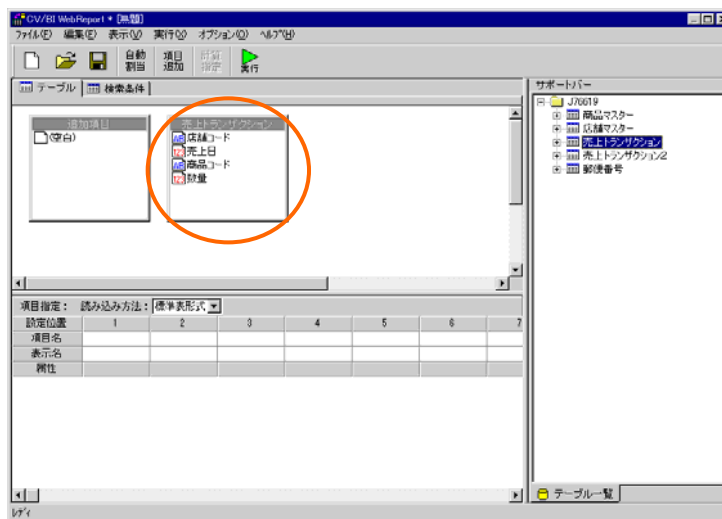 CV/BI WebReport * [無題]
ファイル(F) 編集(E) 表示(V) 実行(X) オプション(O) ヘルプ(H)
自動割当 項目追加 計算指定 実行
テーブル 検索条件
追加項目
(空白)
売上トランザクション
店舗コード
売上日
商品コード
数量
項目指定: 読み込み方法: 標準表形式
設定位置 1 2 3 4 5 6 7
項目名
表示名
属性
レディ
サポートバー
J76619
商品マスター
店舗マスター
売上トランザクション
売上トランザクション2
郵便番号
テーブル一覧